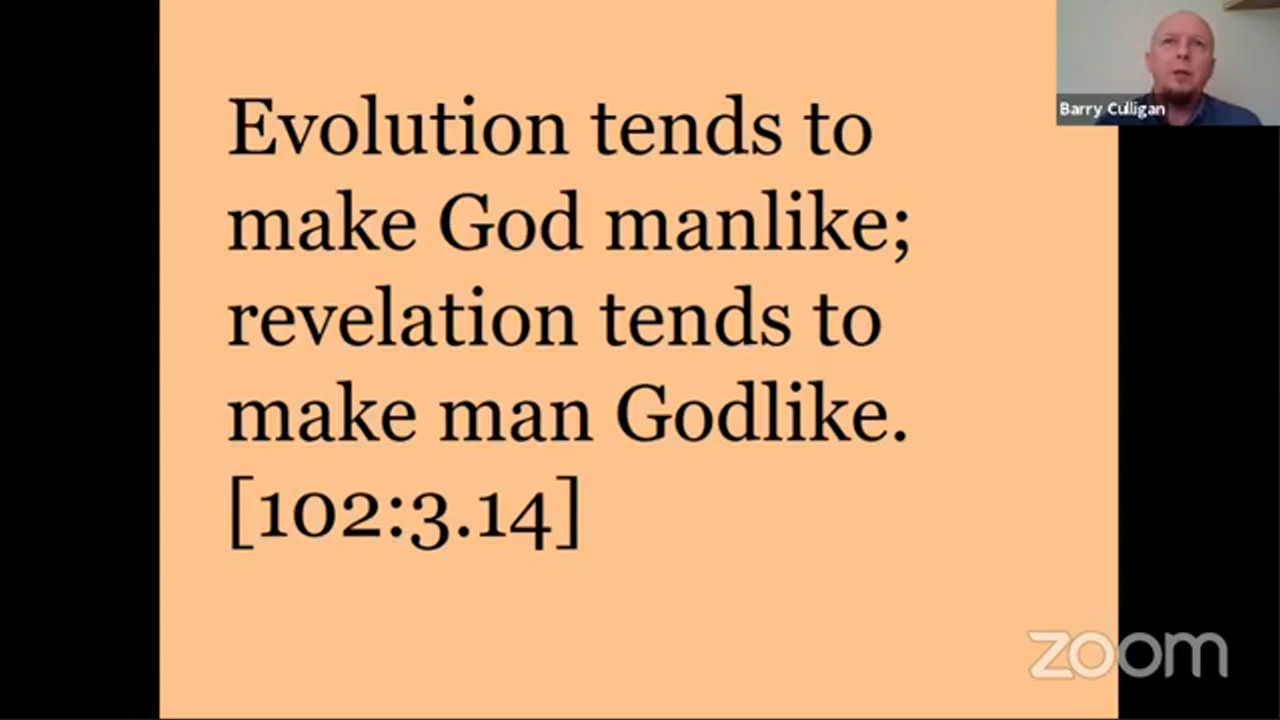 Evolution tends to
make God manlike;
revelation tends to
make man Godlike.
[102:3.14]
Barry Culligan
zoom